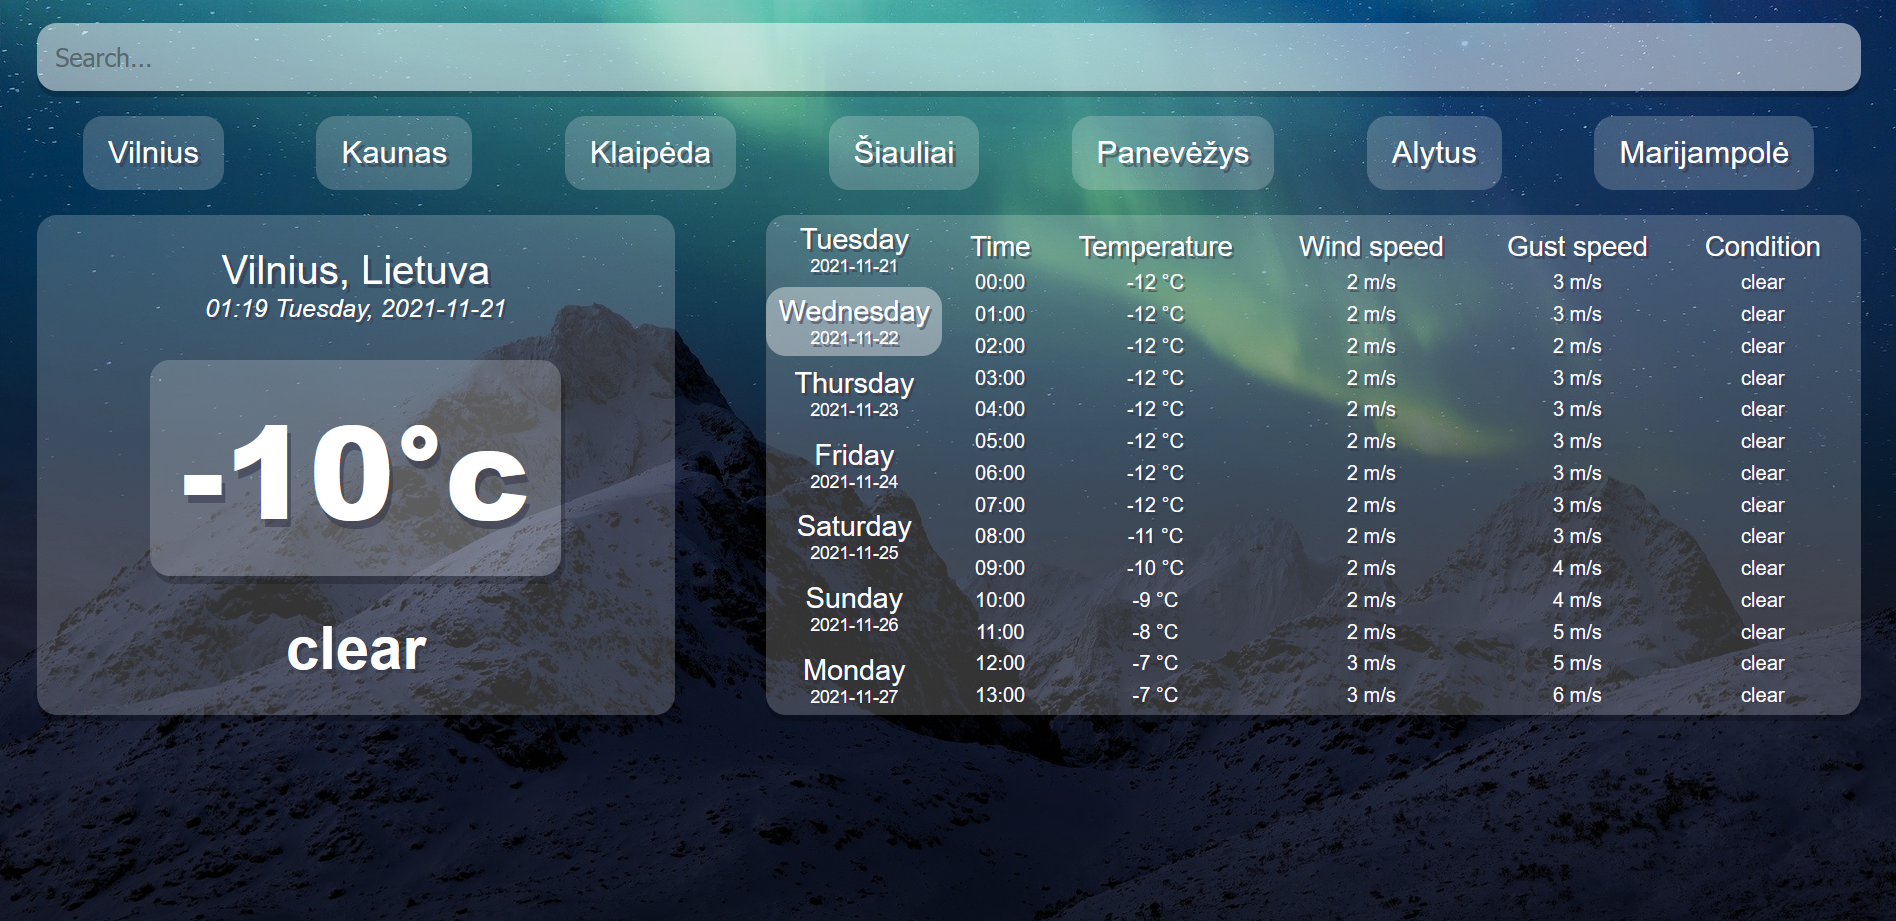 Search...
Vilnius Kaunas Klaipėda Šiauliai Panevėžys Alytus Marijampolė
Vilnius, Lietuva
01:19 Tuesday, 2021-11-21
-10°c
clear
Tuesday
2021-11-21
Wednesday
2021-11-22
Thursday
2021-11-23
Friday
2021-11-24
Saturday
2021-11-25
Sunday
2021-11-26
Monday
2021-11-27
Time Temperature Wind speed Gust speed Condition
00:00 -12 °C 2 m/s 3 m/s clear
01:00 -12 °C 2 m/s 3 m/s clear
02:00 -12 °C 2 m/s 2 m/s clear
03:00 -12 °C 2 m/s 3 m/s clear
04:00 -12 °C 2 m/s 3 m/s clear
05:00 -12 °C 2 m/s 3 m/s clear
06:00 -12 °C 2 m/s 3 m/s clear
07:00 -12 °C 2 m/s 3 m/s clear
08:00 -11 °C 2 m/s 3 m/s clear
09:00 -10 °C 2 m/s 4 m/s clear
10:00 -9 °C 2 m/s 4 m/s clear
11:00 -8 °C 2 m/s 5 m/s clear
12:00 -7 °C 3 m/s 5 m/s clear
13:00 -7 °C 3 m/s 6 m/s clear